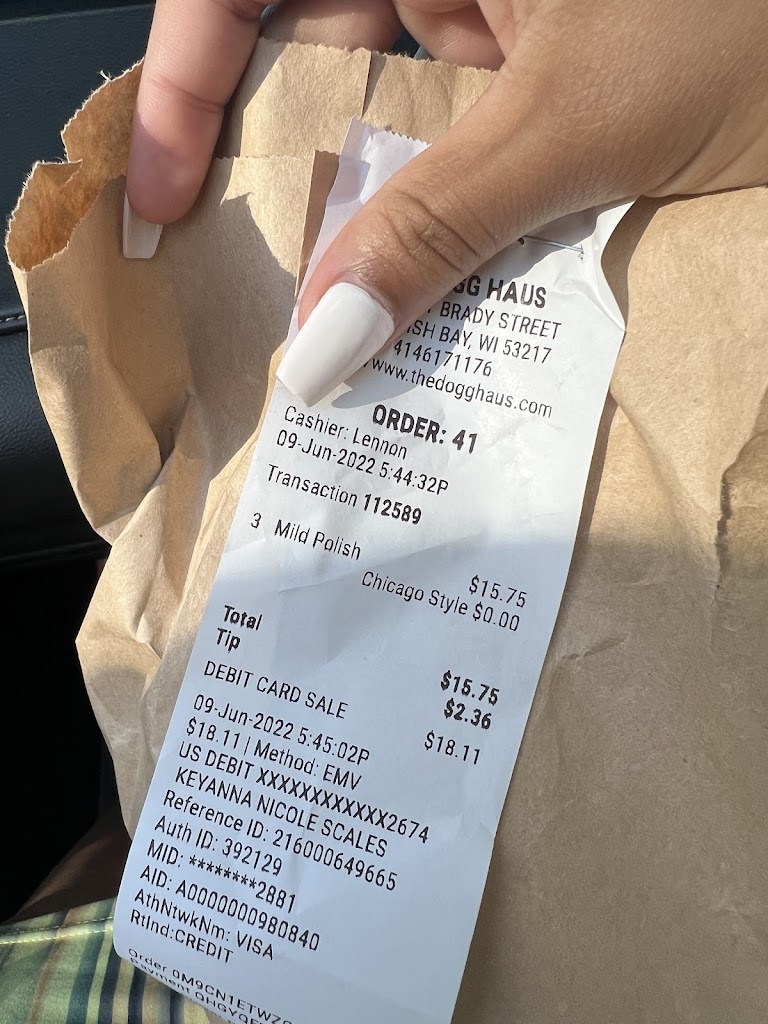 HAUS
BRADY STREET
BAY, WI 53217
4146171176
www.thedogghaus.com
ORDER: 41
Cashier: Lennon
09-Jun-2022 5:44:32P
Transaction 112589
3 Mild Polish $15.75
Chicago Style $0.00
Total $15.75
Tip $2.36
DEBIT CARD SALE $18.11
09-Jun-2022 5:45:02P
$18.11 | Method: EMV
US DEBIT XXXXXXXXXXXX2674
KEYANNA NICOLE SCALES
Reference ID: 216000649665
Auth ID: 392129
MID: ********2881
AID: A0000000980840
AthNtwkNm: VISA
RtInd:CREDIT
Order
Payment